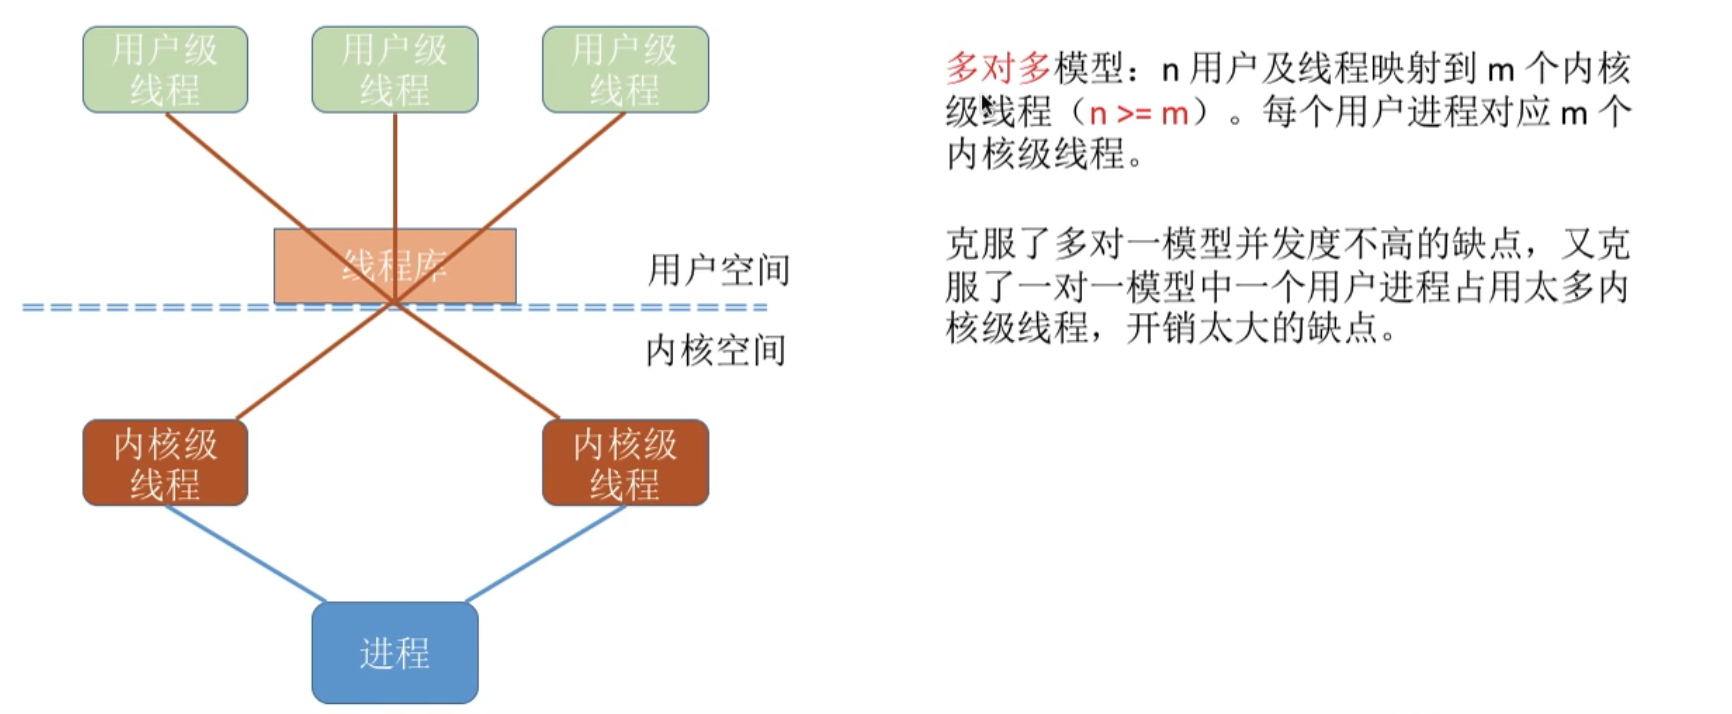 用户级
线程
用户级
线程
用户级
线程
线程库
用户空间
内核空间
内核级
线程
内核级
线程
进程
多对多模型：n 用户及线程映射到 m 个内核
级线程（n >= m）。每个用户进程对应 m 个
内核级线程。
克服了多对一模型并发度不高的缺点，又克
服了一对一模型中一个用户进程占用太多内
核级线程，开销太大的缺点。